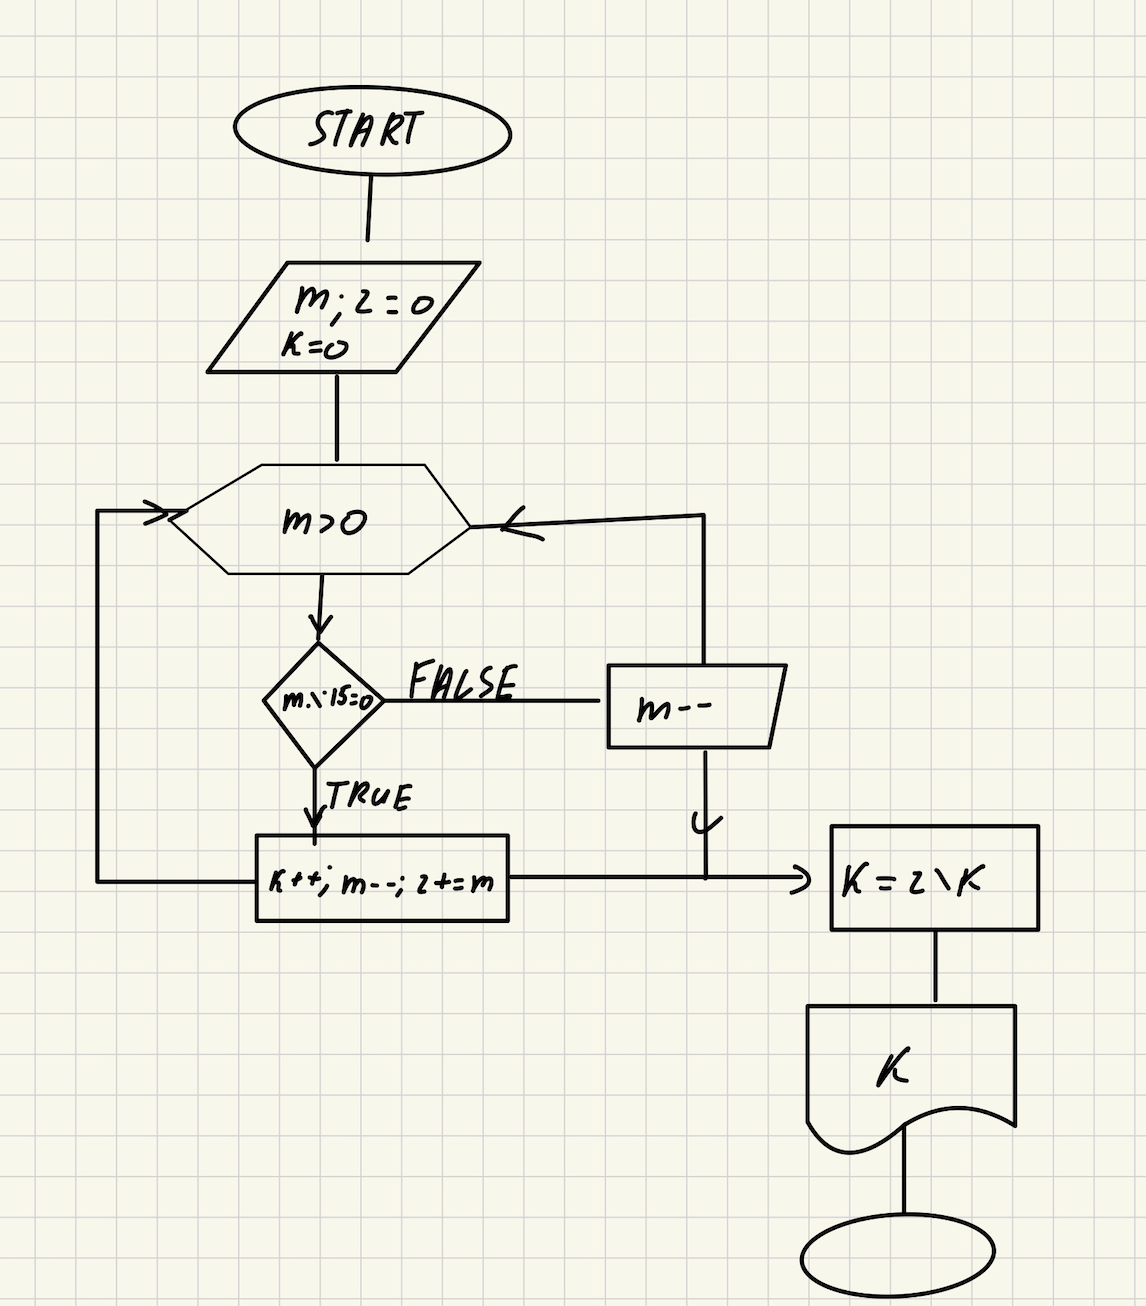 START
m; z = 0
K=0
m>0
m.\.15=0
FALSE
m--
TRUE
K++; m--; z+=m
K = z \ K
K